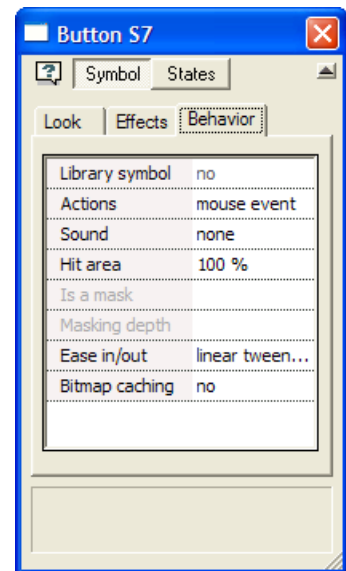 Button S7
Symbol States
Look Effects Behavior
Library symbol no
Actions mouse event
Sound none
Hit area 100 %
Is a mask
Masking depth
Ease in/out linear tween...
Bitmap caching no